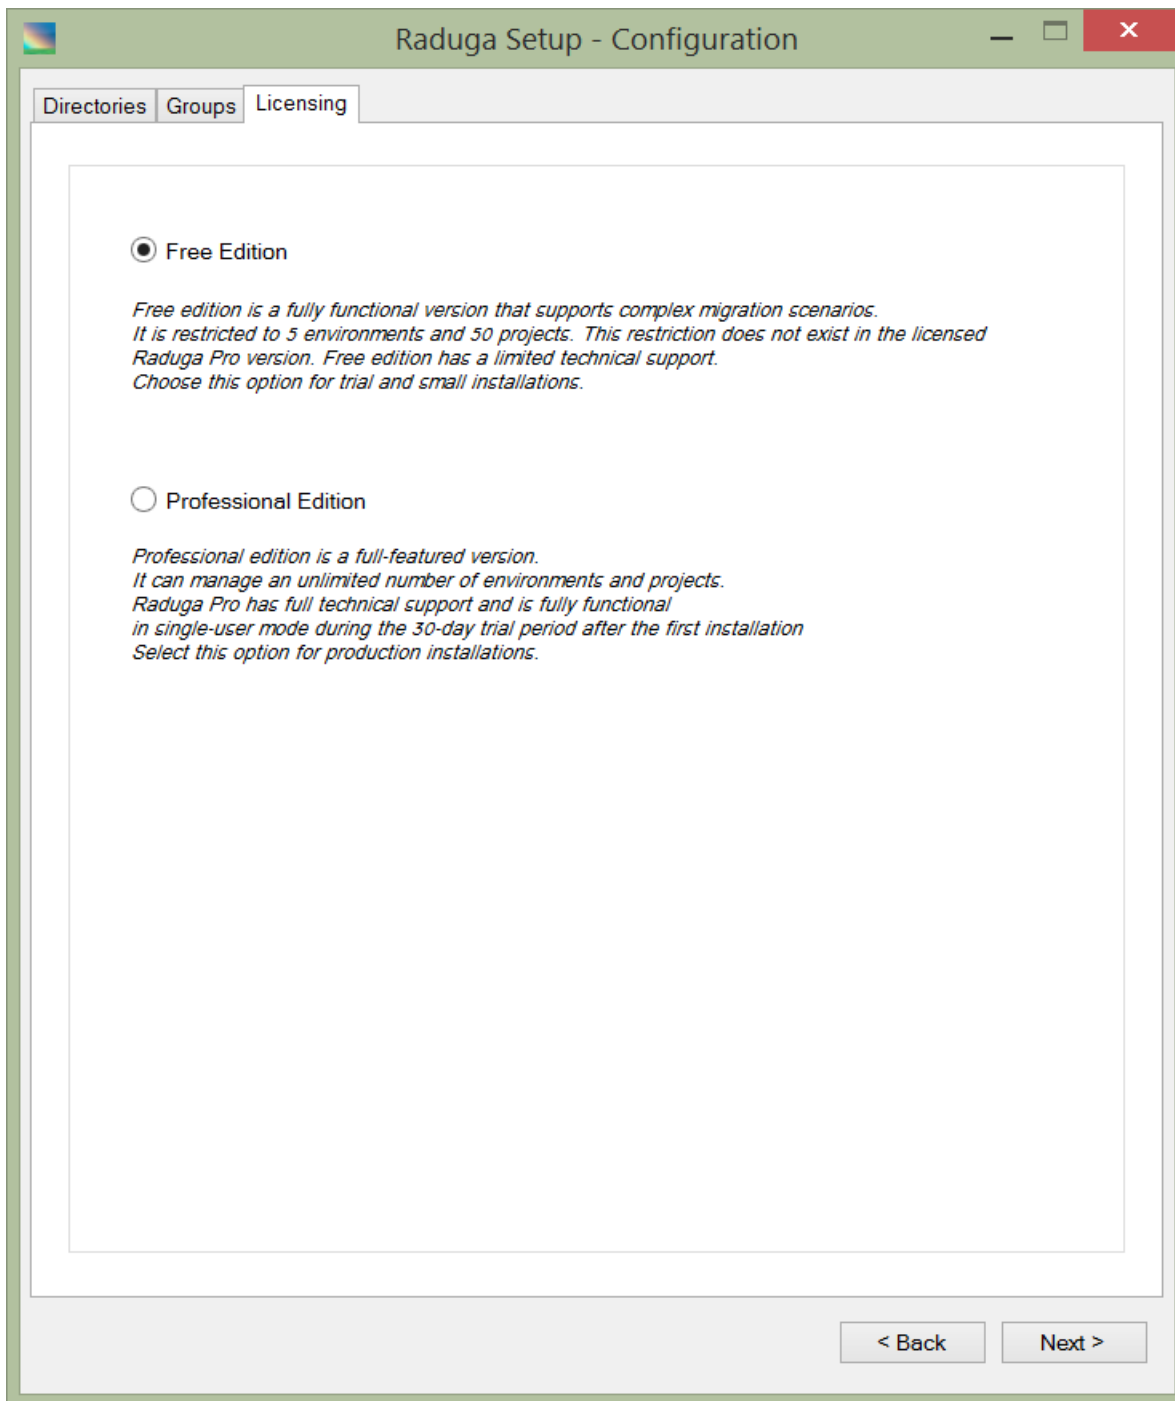 Raduga Setup - Configuration
Directories Groups Licensing
Free Edition
Free edition is a fully functional version that supports complex migration scenarios.
It is restricted to 5 environments and 50 projects. This restriction does not exist in the licensed
Raduga Pro version. Free edition has a limited technical support.
Choose this option for trial and small installations.
Professional Edition
Professional edition is a full-featured version.
It can manage an unlimited number of environments and projects.
Raduga Pro has full technical support and is fully functional
in single-user mode during the 30-day trial period after the first installation
Select this option for production installations.
< Back Next >